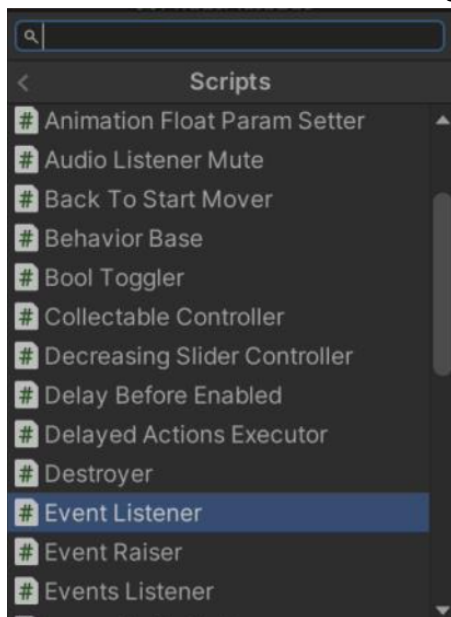 Scripts
# Animation Float Param Setter
# Audio Listener Mute
# Back To Start Mover
# Behavior Base
# Bool Toggler
# Collectable Controller
# Decreasing Slider Controller
# Delay Before Enabled
# Delayed Actions Executor
# Destroyer
# Event Listener
# Event Raiser
# Events Listener